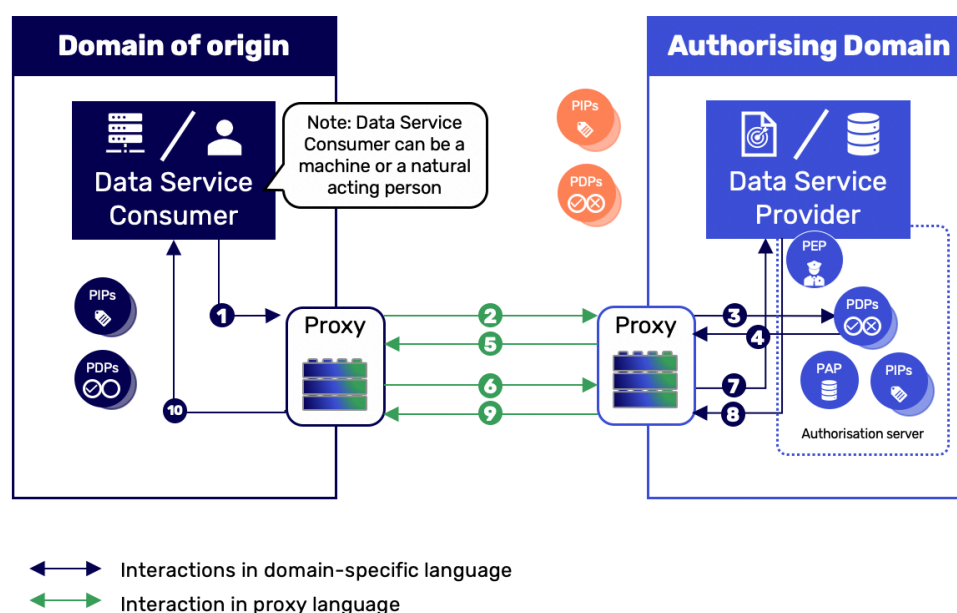 Domain of origin
Authorising Domain
Data Service
Consumer
Note: Data Service
Consumer can be a
machine or a natural
acting person
PIPs
PDPs
Data Service
Provider
PEP
PIPs
PDPs
PDPs
PAP
PIPs
Authorisation server
Proxy
Proxy
1
2
3
4
5
6
7
8
9
10
Interactions in domain-specific language
Interaction in proxy language